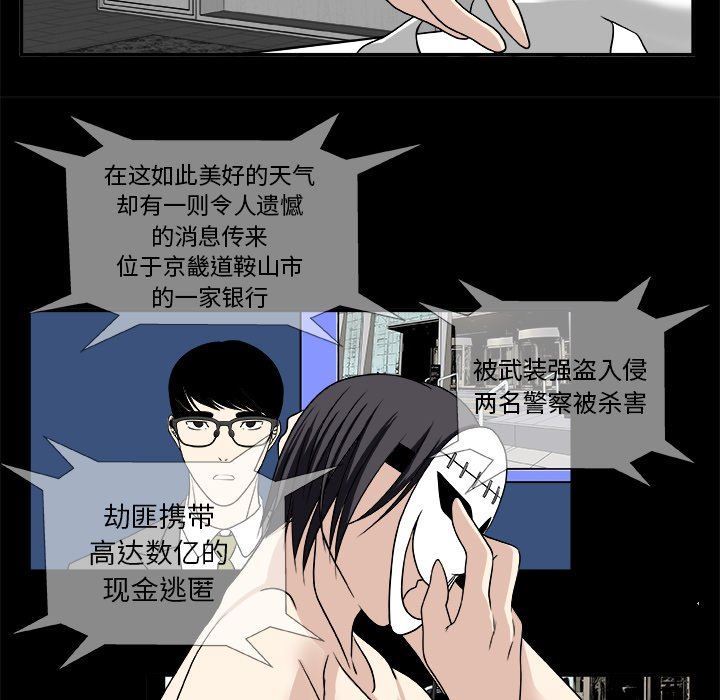 在这如此美好的天气
却有一则令人遗憾
的消息传来
位于京畿道鞍山市
的一家银行
被武装强盗入侵
两名警察被杀害
劫匪携带
高达数亿的
现金逃匿